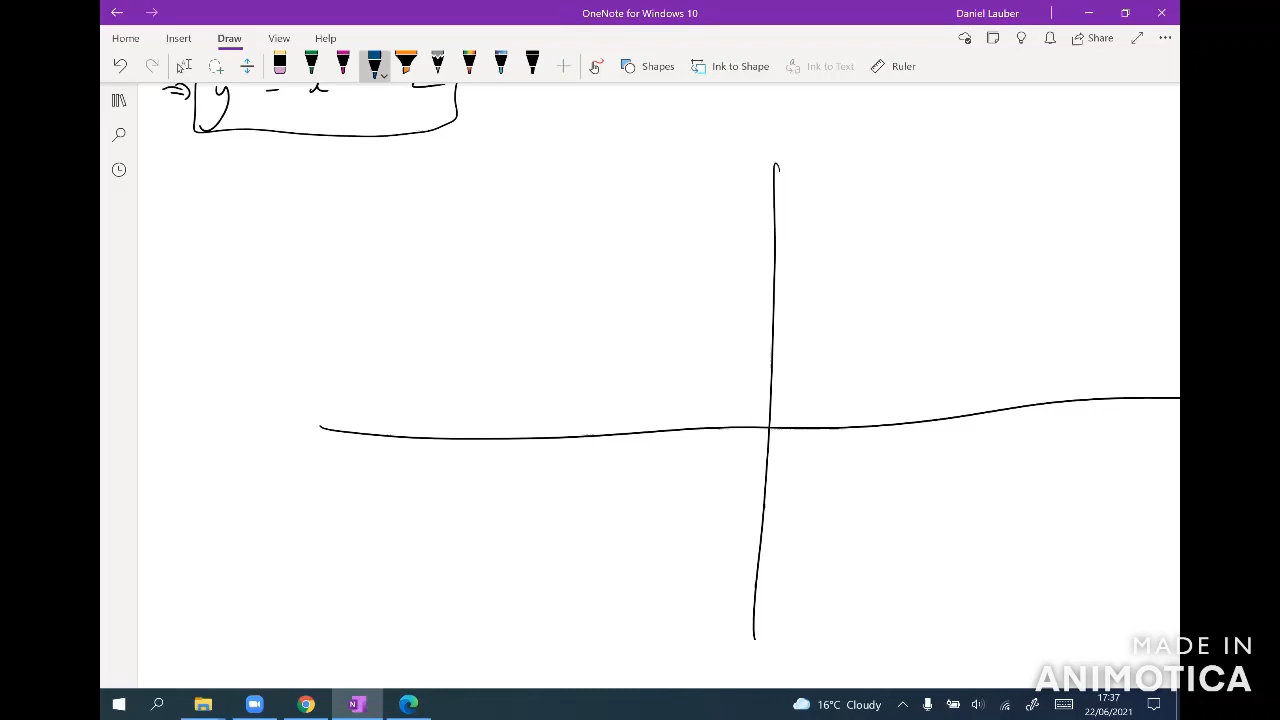 OneNote for Windows 10
Daniel Lauber
Home Insert Draw View Help
Share
Shapes Ink to Shape Ink to Text Ruler
⇒ y =
MADE IN
ANIMOTICA
16°C Cloudy
17:37
22/06/2021